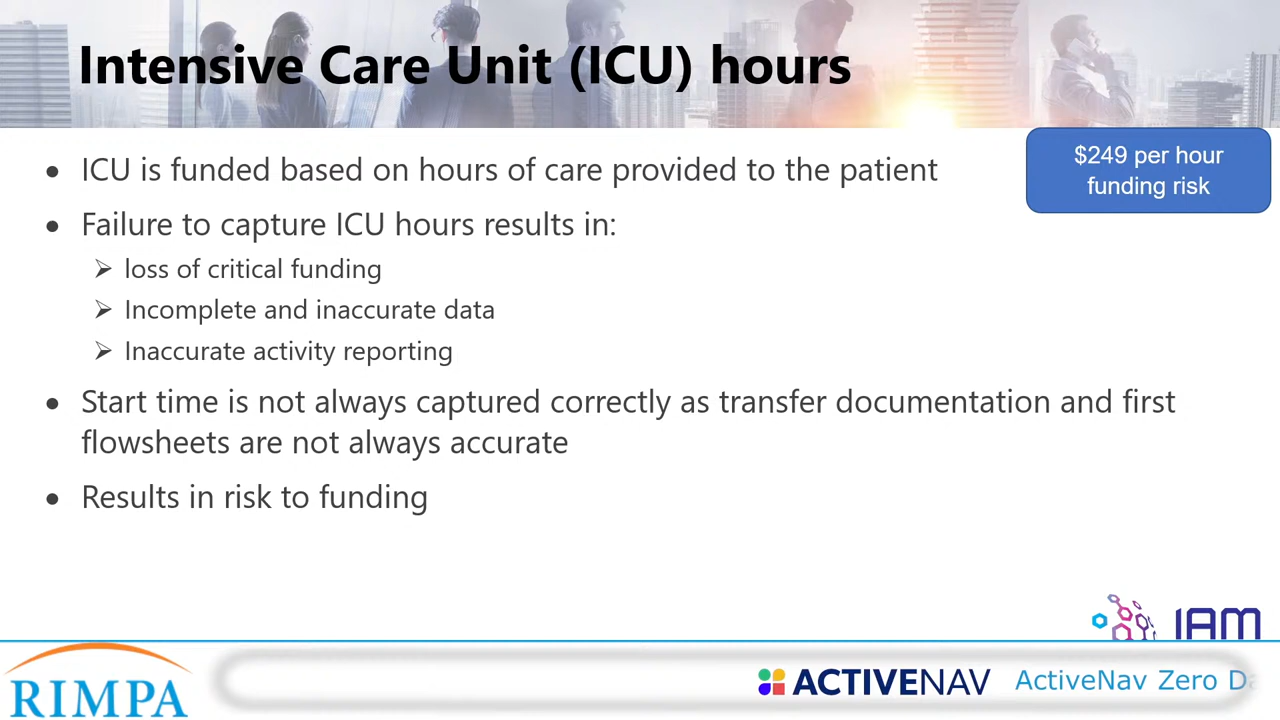 Intensive Care Unit (ICU) hours
$249 per hour
funding risk
• ICU is funded based on hours of care provided to the patient
• Failure to capture ICU hours results in:
➢ loss of critical funding
➢ Incomplete and inaccurate data
➢ Inaccurate activity reporting
• Start time is not always captured correctly as transfer documentation and first
flowsheets are not always accurate
• Results in risk to funding
IAM
RIMPA
ACTIVENAV
ActiveNav Zero